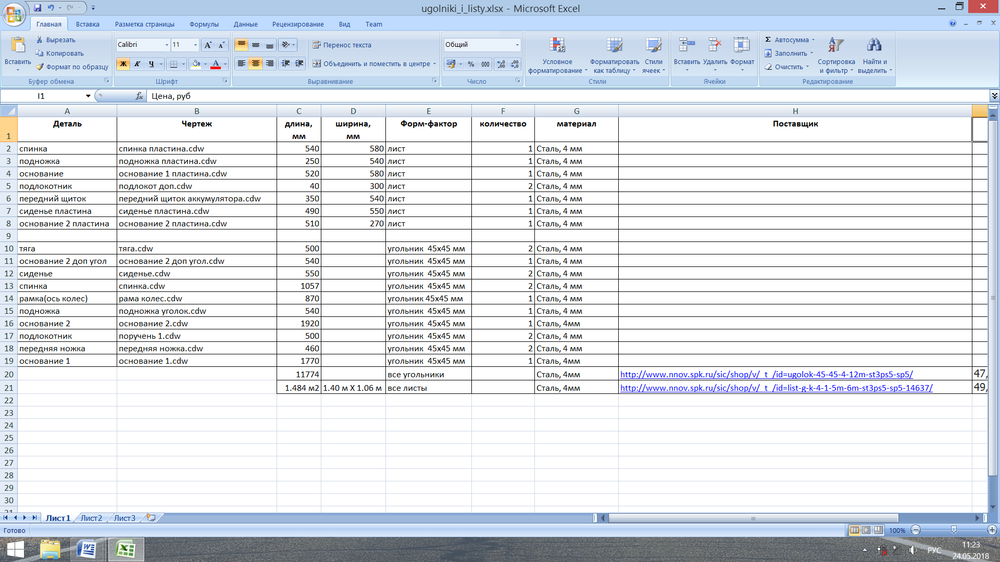 ugolniki_i_listy.xlsx - Microsoft Excel
Главная Вставка Разметка страницы Формулы Данные Рецензирование Вид Team
Вставить Вырезать Копировать Формат по образцу Буфер обмена
Calibri 11 Ж К Ч А Шрифт
Перенос текста Объединить и поместить в центре Выравнивание
Общий % 000 Число
Условное форматирование Форматировать как таблицу Стили ячеек Стили
Вставить Удалить Формат Ячейки
Σ Автосумма Заполнить Очистить Сортировка и фильтр Найти и выделить Редактирование
I1 fx Цена, руб
A B C D E F G H
1 Деталь Чертеж длина, мм ширина, мм Форм-фактор количество материал Поставщик
2 спинка спинка пластина.cdw 540 580 лист 1 Сталь, 4 мм
3 подножка подножка пластина.cdw 250 540 лист 1 Сталь, 4 мм
4 основание основание 1 пластина.cdw 520 580 лист 1 Сталь, 4 мм
5 подлокотник подлокот доп.cdw 40 300 лист 2 Сталь, 4 мм
6 передний щиток передний щиток аккумулятора.cdw 350 540 лист 1 Сталь, 4 мм
7 сиденье пластина сиденье пластина.cdw 490 550 лист 1 Сталь, 4 мм
8 основание 2 пластина основание 2 пластина.cdw 510 270 лист 1 Сталь, 4 мм
9
10 тяга тяга.cdw 500 угольник 45х45 мм 2 Сталь, 4 мм
11 основание 2 доп угол основание 2 доп угол.cdw 540 угольник 45х45 мм 1 Сталь, 4 мм
12 сиденье сиденье.cdw 550 угольник 45х45 мм 2 Сталь, 4 мм
13 спинка спинка.cdw 1057 угольник 45х45 мм 2 Сталь, 4 мм
14 рамка(ось колес) рама колес.cdw 870 угольник 45х45 мм 1 Сталь, 4 мм
15 подножка подножка уголок.cdw 540 угольник 45х45 мм 1 Сталь, 4 мм
16 основание 2 основание 2.cdw 1920 угольник 45х45 мм 1 Сталь, 4мм
17 подлокотник поручень 1.cdw 500 угольник 45х45 мм 2 Сталь, 4 мм
18 передняя ножка передняя ножка.cdw 460 угольник 45х45 мм 2 Сталь, 4 мм
19 основание 1 основание 1.cdw 1770 угольник 45х45 мм 1 Сталь, 4мм
20 11774 все угольники Сталь, 4мм http://www.nnov.spk.ru/sic/shop/v/_t_/id=ugolok-45-45-4-12m-st3ps5-sp5/ 47,
21 1.484 м2 1.40 м X 1.06 м все листы Сталь, 4мм http://www.nnov.spk.ru/sic/shop/v/_t_/id=list-g-k-4-1-5m-6m-st3ps5-sp5-14637/ 49,
22
23
24
25
26
27
28
29
30
31
Лист1 Лист2 Лист3
Готово 100%
РУС 11:23
24.05.2018